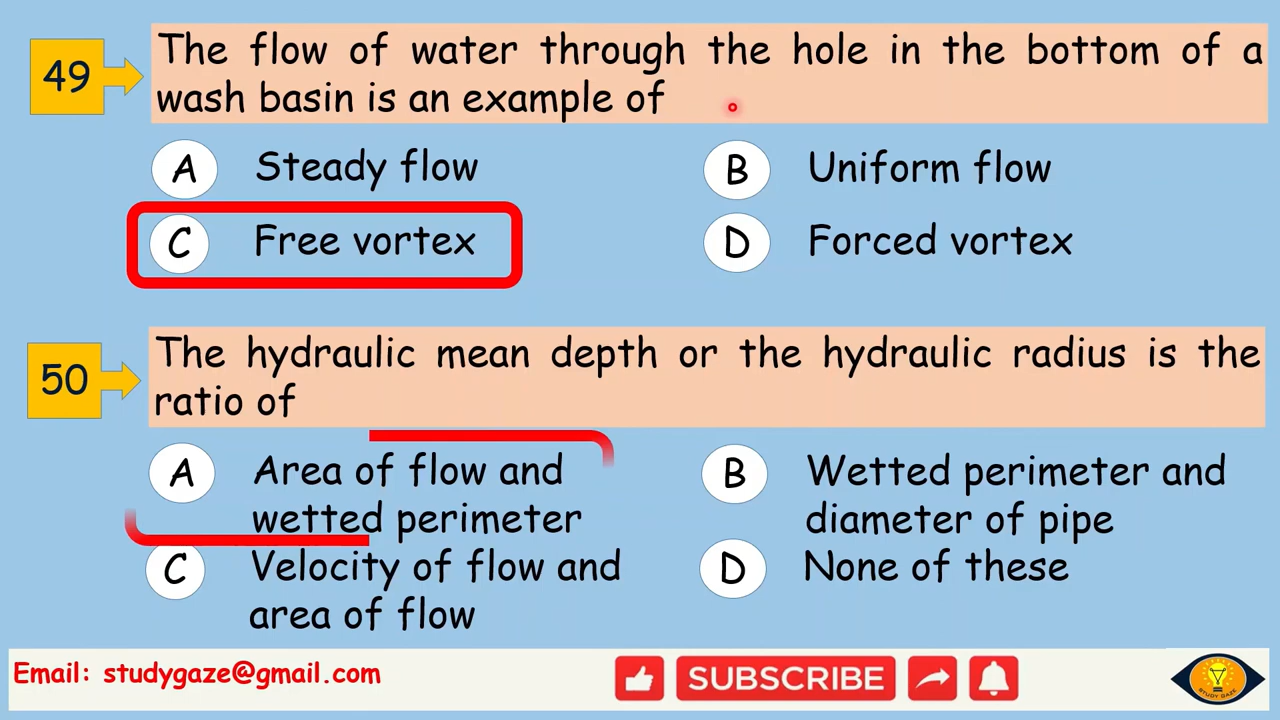 49
The flow of water through the hole in the bottom of a
wash basin is an example of
A Steady flow
B Uniform flow
C Free vortex
D Forced vortex
50
The hydraulic mean depth or the hydraulic radius is the
ratio of
A Area of flow and
wetted perimeter
B Wetted perimeter and
diameter of pipe
C Velocity of flow and
area of flow
D None of these
Email: studygaze@gmail.com
SUBSCRIBE
STUDY GAZE